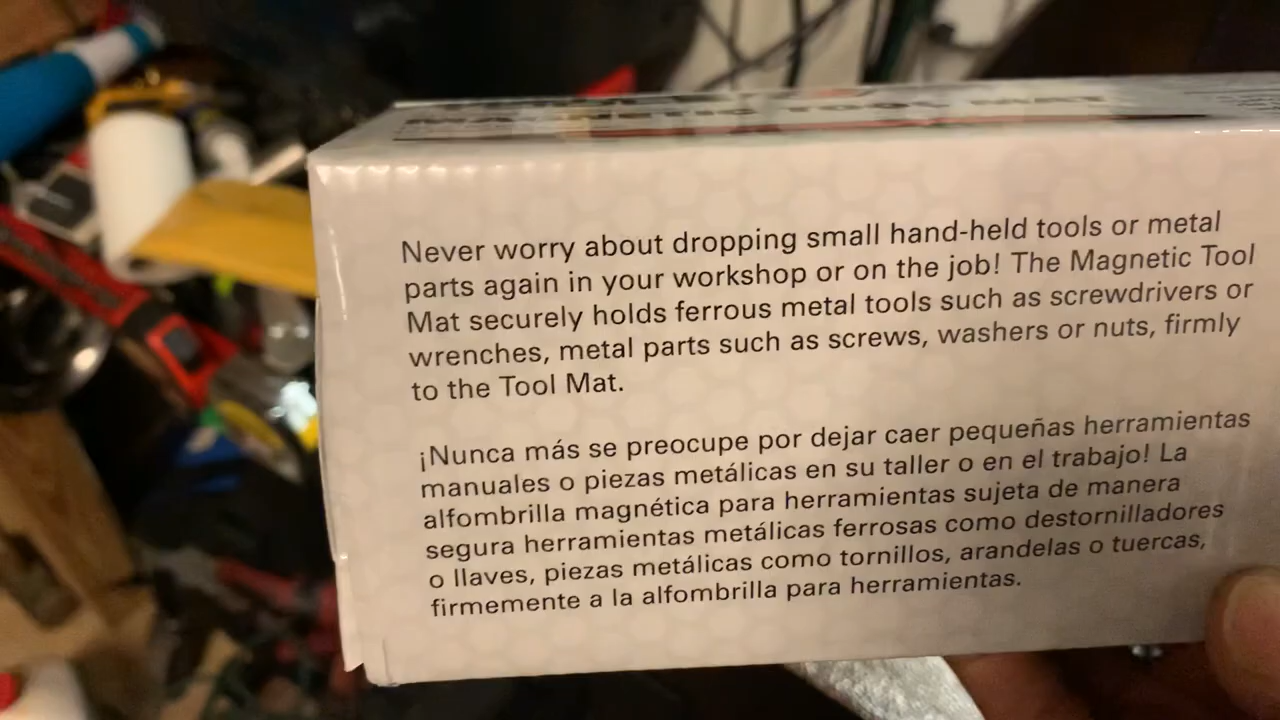 Never worry about dropping small hand-held tools or metal
parts again in your workshop or on the job! The Magnetic Tool
Mat securely holds ferrous metal tools such as screwdrivers or
wrenches, metal parts such as screws, washers or nuts, firmly
to the Tool Mat.
¡Nunca más se preocupe por dejar caer pequeñas herramientas
manuales o piezas metálicas en su taller o en el trabajo! La
alfombrilla magnética para herramientas sujeta de manera
segura herramientas metálicas ferrosas como destornilladores
o llaves, piezas metálicas como tornillos, arandelas o tuercas,
firmemente a la alfombrilla para herramientas.